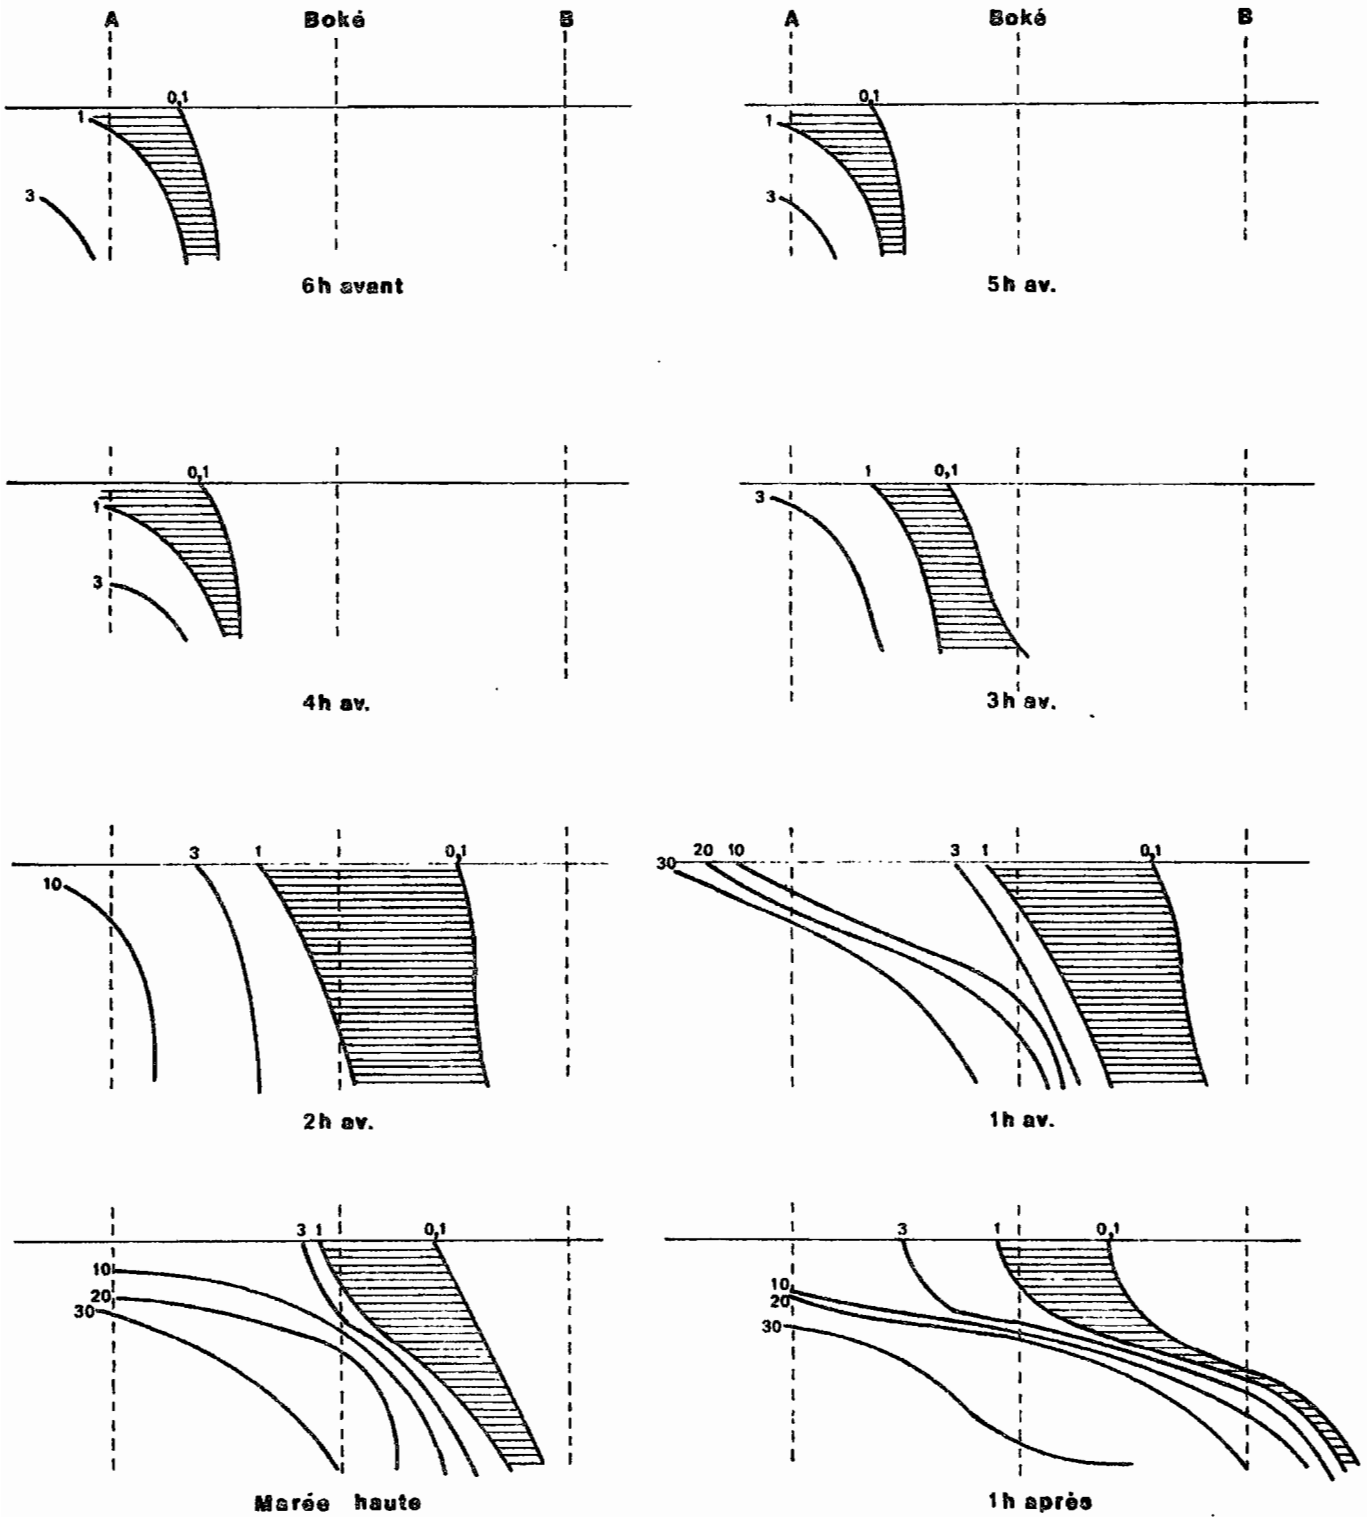 A Boké B A Boké B
0,1 0,1
1 1
3 3
6h avant 5h av.
0,1 1 0,1
1 3
3
4h av. 3h av.
3 1 0,1 30 20 10 3 1 0,1
10
2h av. 1h av.
3 1 0,1 3 1 0,1
10 10
20 20
30 30
Marée haute 1h après